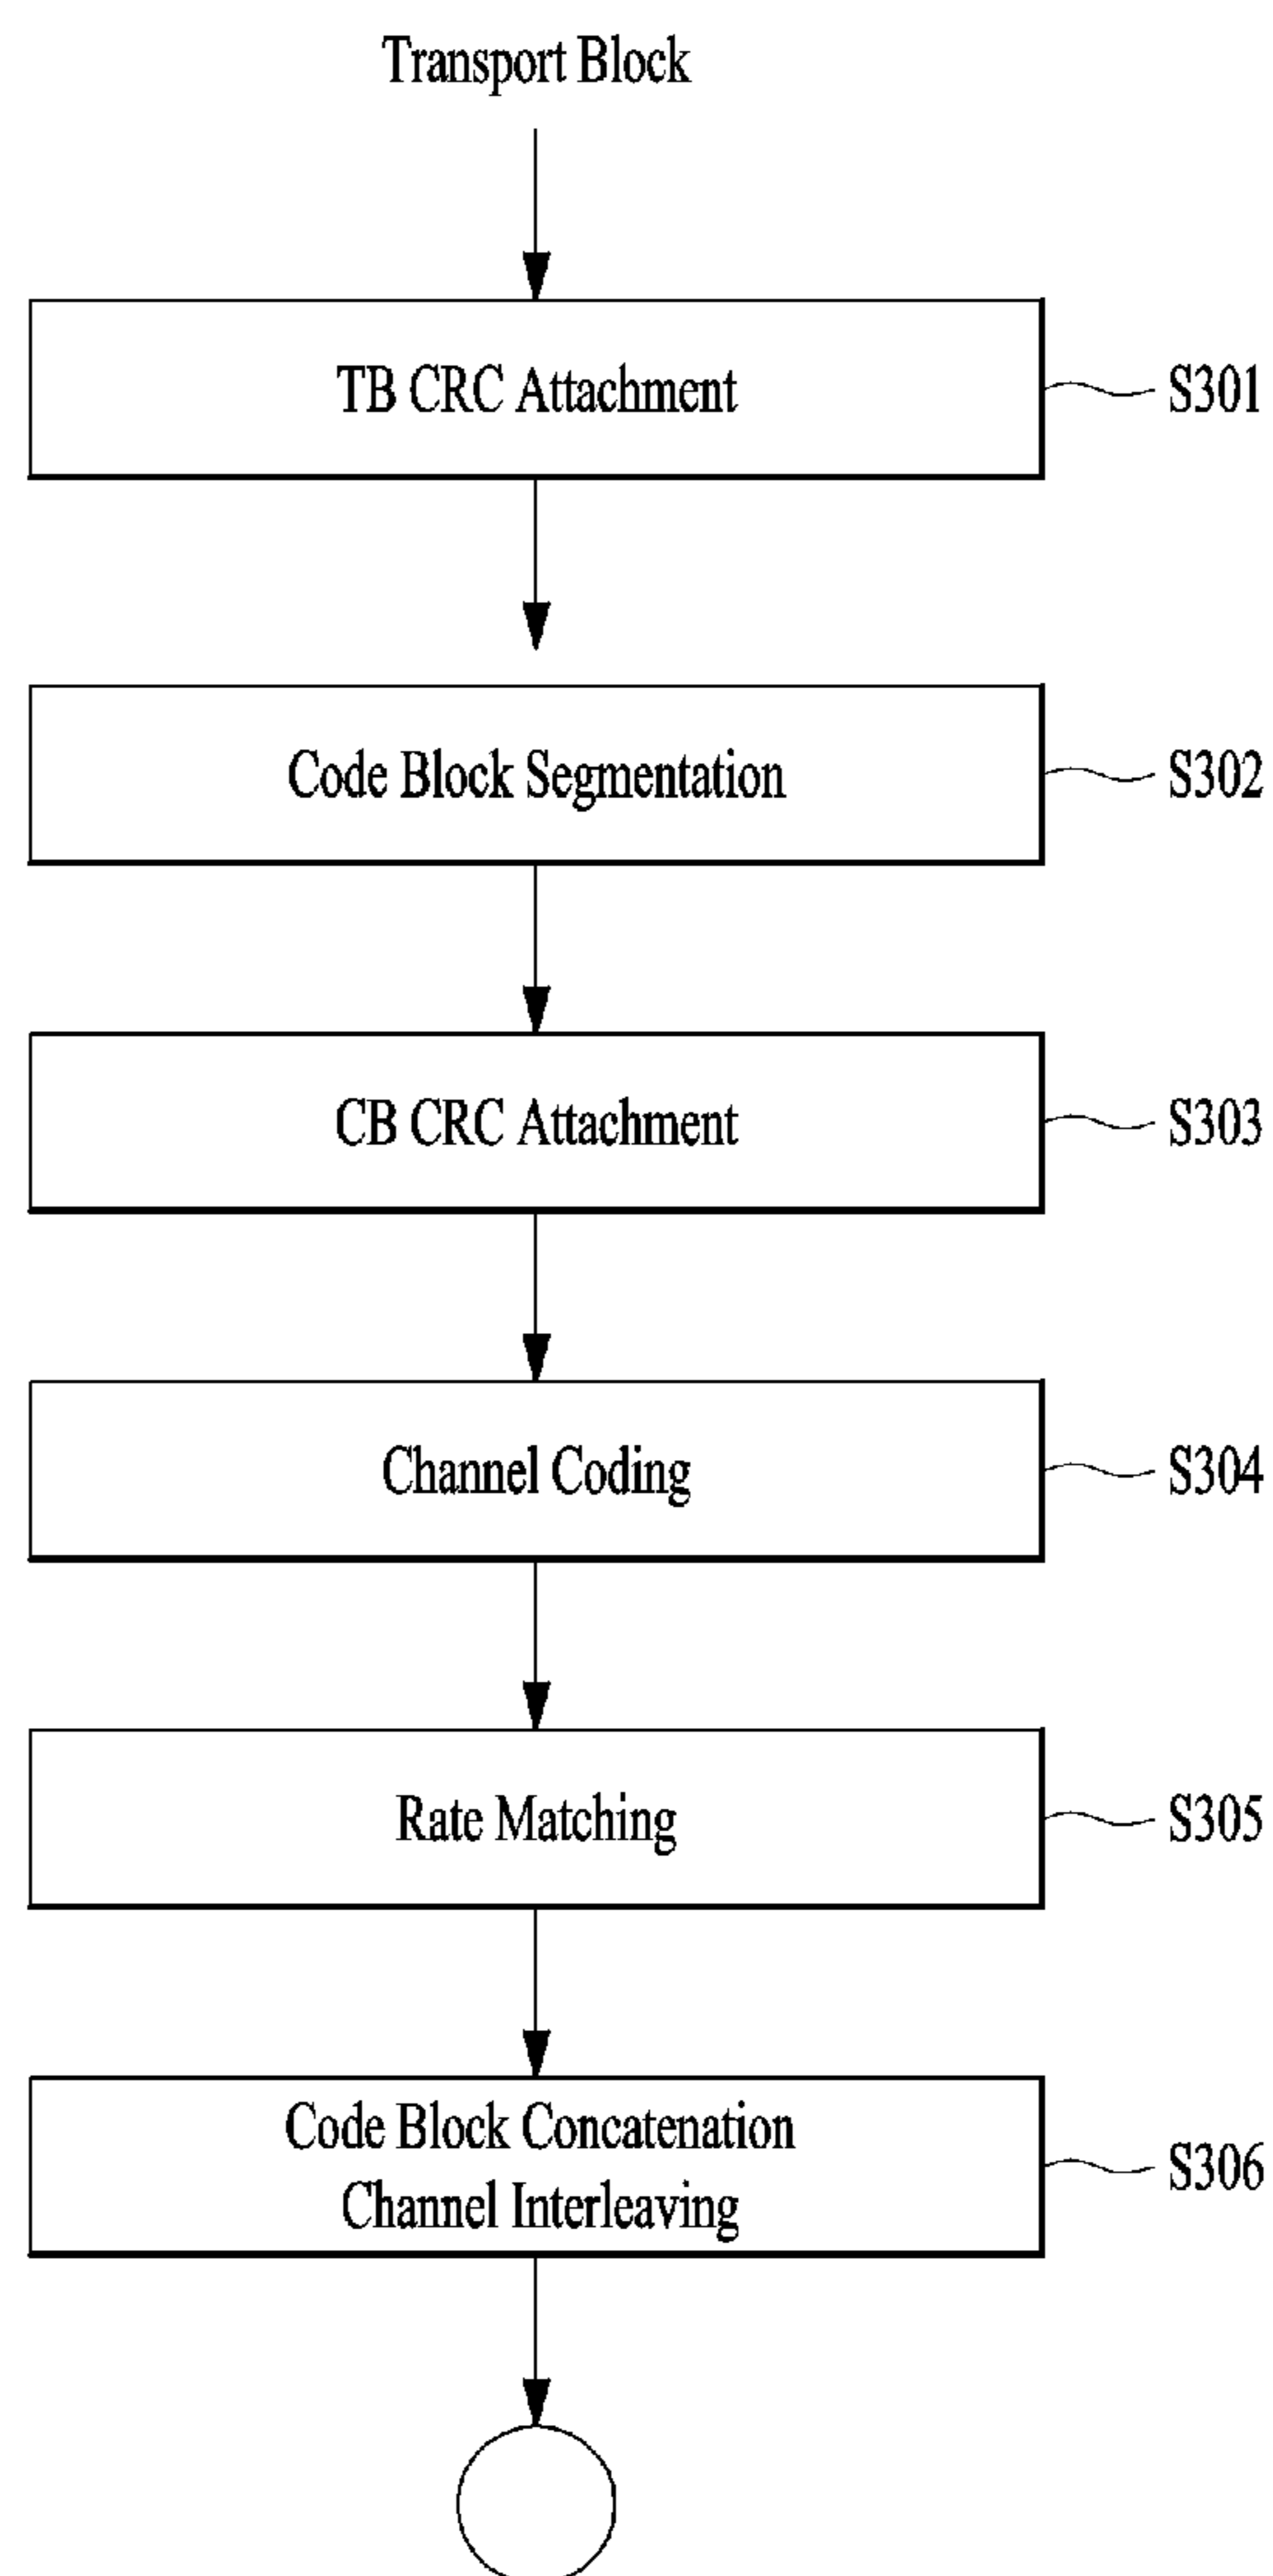 Transport Block
TB CRC Attachment
S301
Code Block Segmentation
S302
CB CRC Attachment
S303
Channel Coding
S304
Rate Matching
S305
Code Block Concatenation
Channel Interleaving
S306